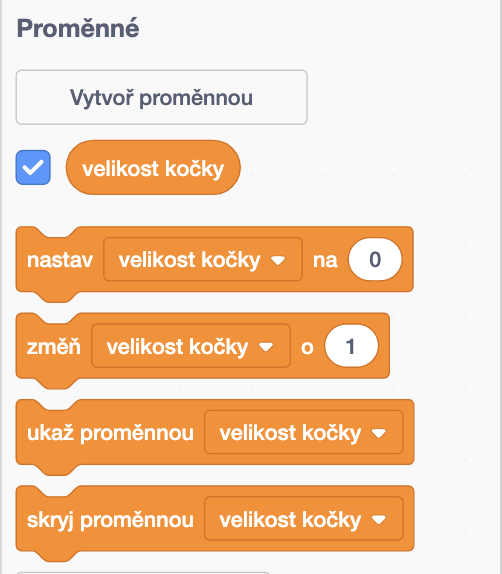 Proměnné
Vytvoř proměnnou
velikost kočky
nastav velikost kočky na 0
změň velikost kočky o 1
ukaž proměnnou velikost kočky
skryj proměnnou velikost kočky